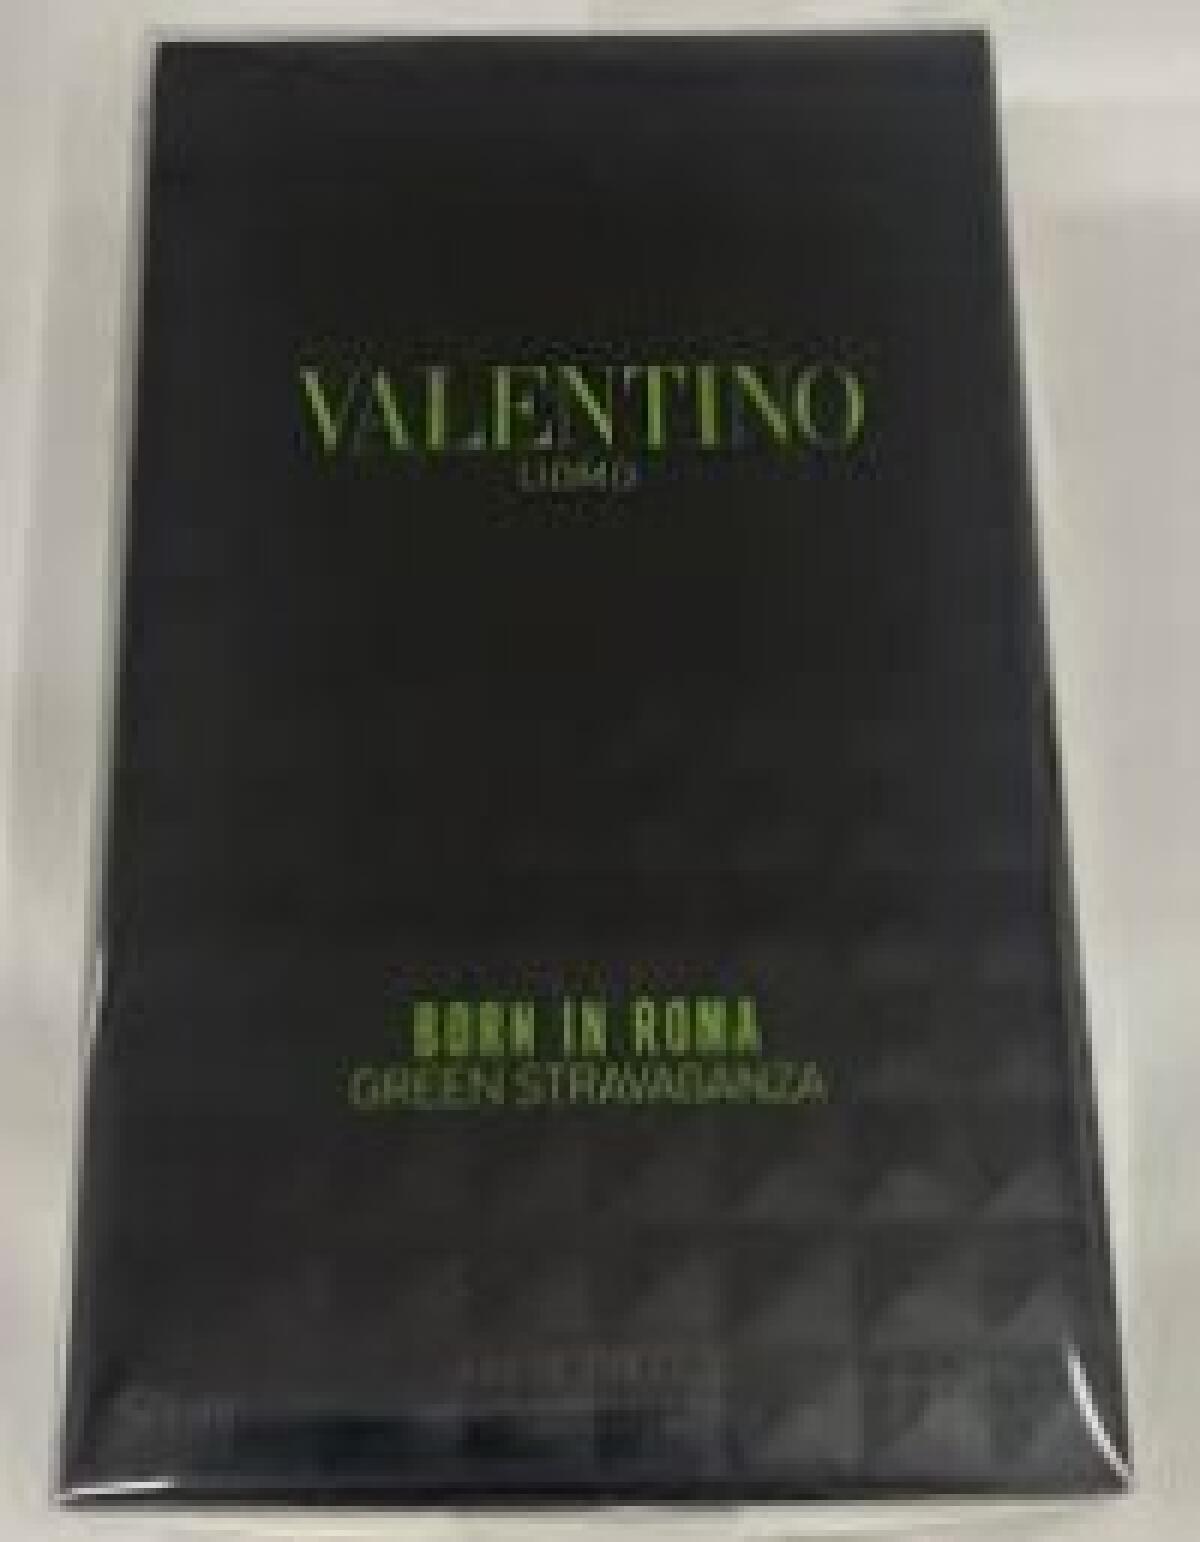 VALENTINO
UOMO
BORN IN ROMA
GREEN STRAVAGANZA